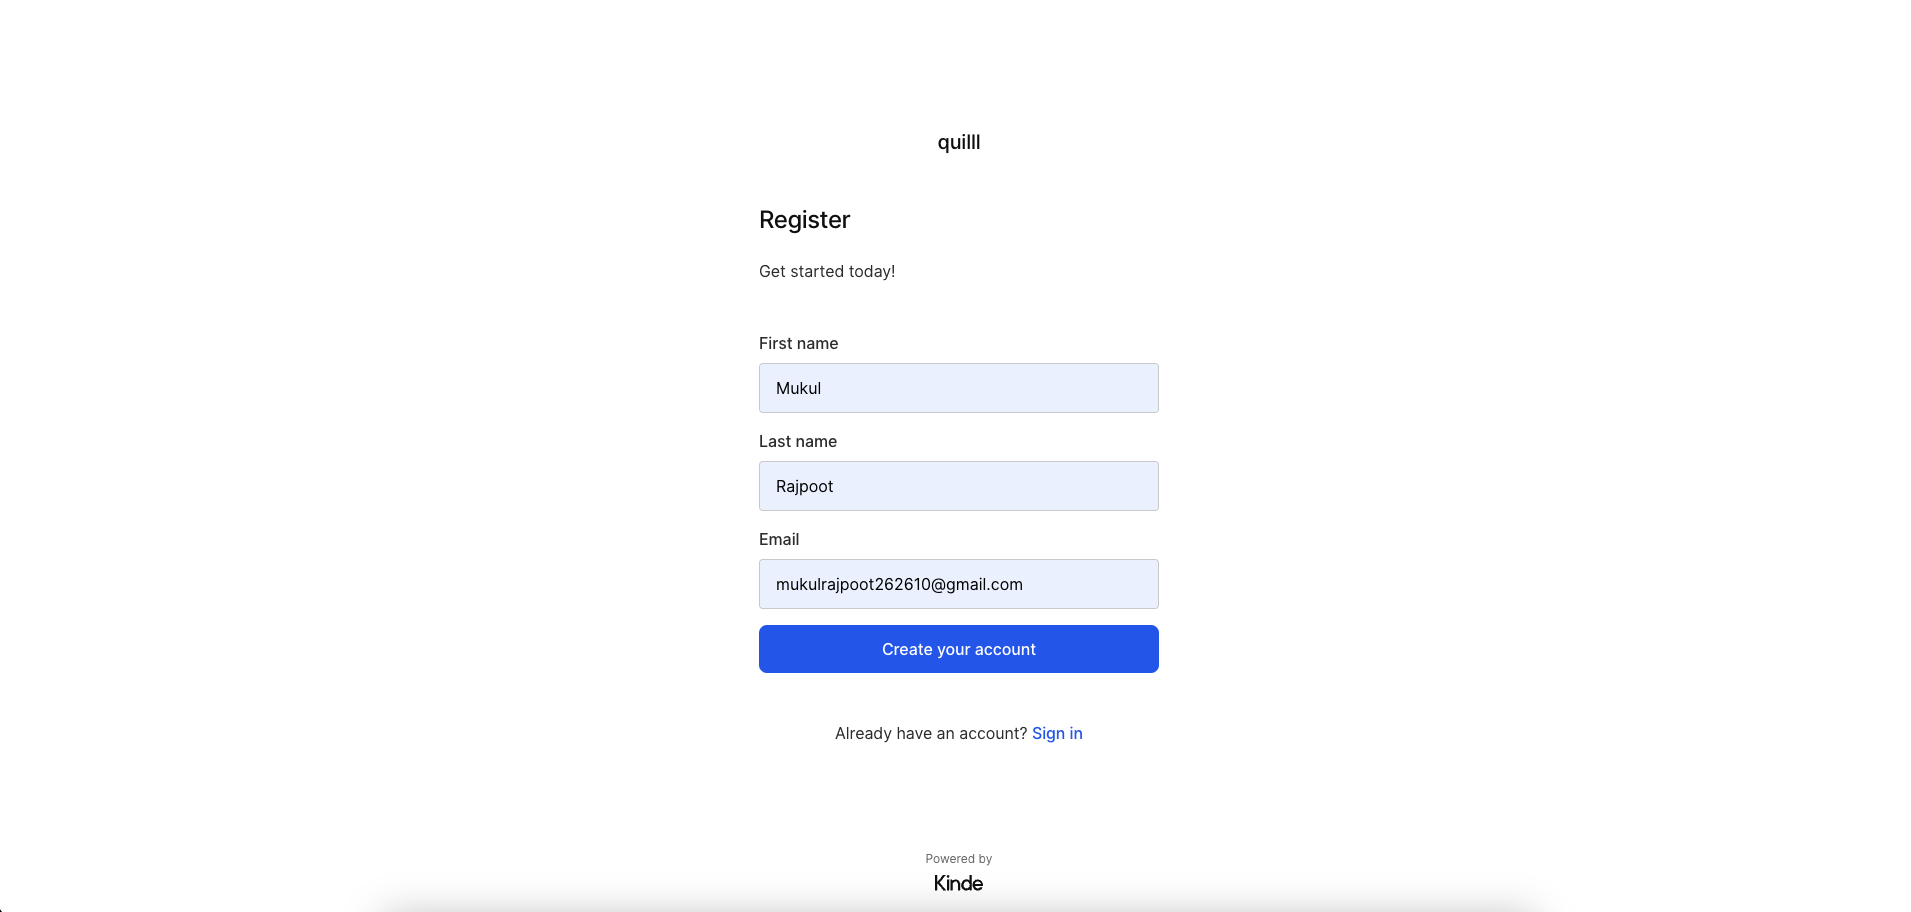 quilll
Register
Get started today!
First name
Mukul
Last name
Rajpoot
Email
mukulrajpoot262610@gmail.com
Create your account
Already have an account? Sign in
Powered by
Kinde